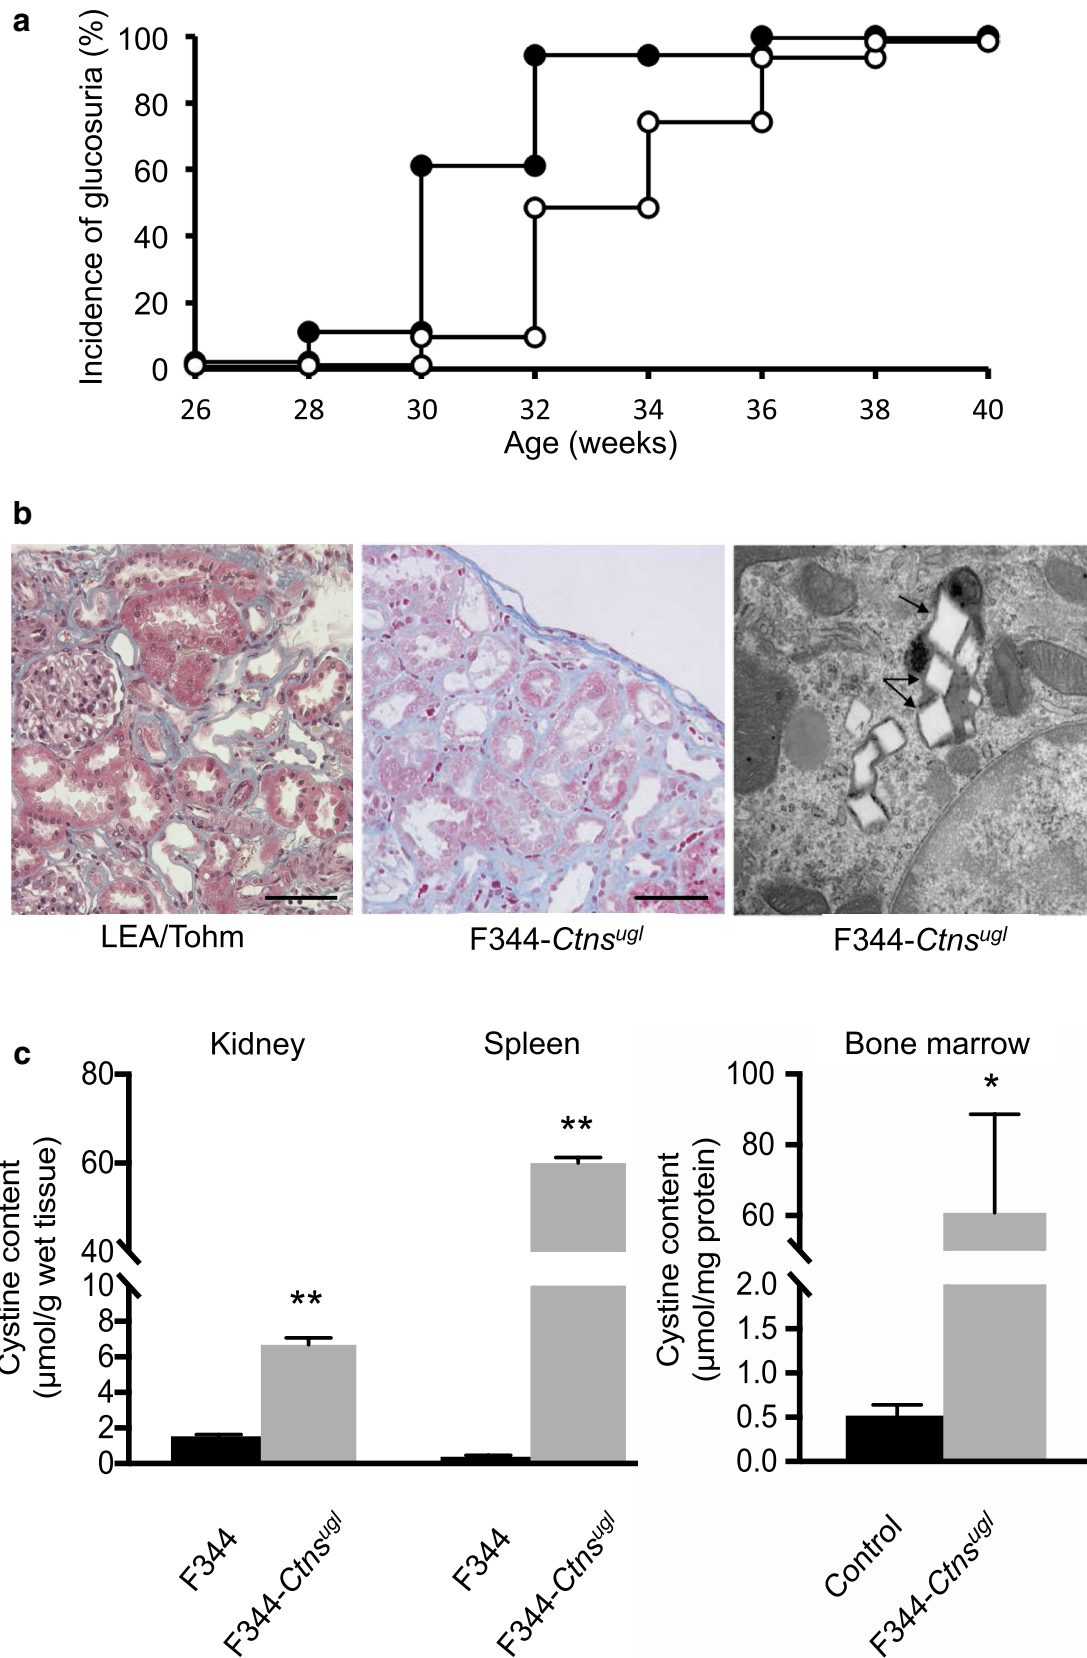 a
Incidence of glucosuria (%)
100
80
60
40
20
0
26 28 30 32 34 36 38 40
Age (weeks)
b
LEA/Tohm
F344-Ctnsugl
F344-Ctnsugl
c
Kidney
Spleen
Cystine content
(µmol/g wet tissue)
80
60
40
10
8
6
4
2
0
**
**
F344
F344-Ctnsugl
F344
F344-Ctnsugl
Bone marrow
Cystine content
(µmol/mg protein)
100
80
60
2.0
1.5
1.0
0.5
0.0
*
Control
F344-Ctnsugl